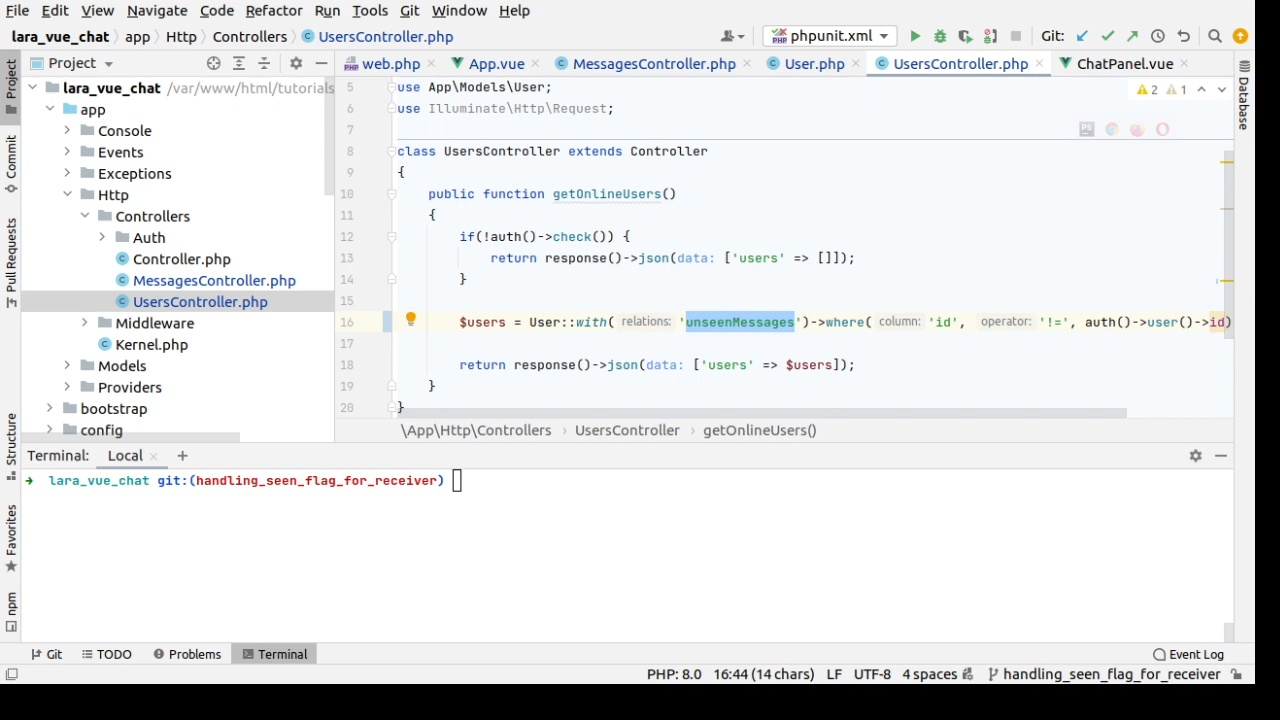 File Edit View Navigate Code Refactor Run Tools Git Window Help
lara_vue_chat app Http Controllers UsersController.php phpunit.xml Git:
Project web.php App.vue MessagesController.php User.php UsersController.php ChatPanel.vue
lara_vue_chat /var/www/html/tutorials
app
Console
Events
Exceptions
Http
Controllers
Auth
Controller.php
MessagesController.php
UsersController.php
Middleware
Kernel.php
Models
Providers
bootstrap
config
2 1
5 use App\Models\User;
6 use Illuminate\Http\Request;
7
8 class UsersController extends Controller
9 {
10 public function getOnlineUsers()
11 {
12 if(!auth()->check()) {
13 return response()->json(data: ['users' => []]);
14 }
15
16 $users = User::with( relations: 'unseenMessages')->where( column: 'id', operator: '!=', auth()->user()->id)
17
18 return response()->json(data: ['users' => $users]);
19 }
20 }
\App\Http\Controllers UsersController getOnlineUsers()
Project
Commit
Pull Requests
Structure
Favorites
npm
Database
Terminal: Local
lara_vue_chat git:(handling_seen_flag_for_receiver)
Git TODO Problems Terminal Event Log
PHP: 8.0 16:44 (14 chars) LF UTF-8 4 spaces handling_seen_flag_for_receiver